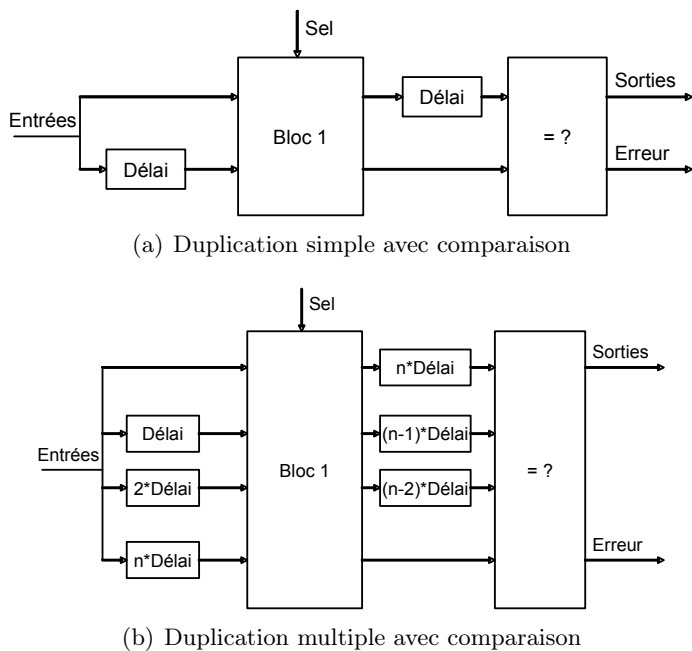 Sel
Entrées
Délai
Bloc 1
Délai
= ?
Sorties
Erreur
(a) Duplication simple avec comparaison
Sel
Entrées
Délai
2*Délai
n*Délai
Bloc 1
n*Délai
(n-1)*Délai
(n-2)*Délai
= ?
Sorties
Erreur
(b) Duplication multiple avec comparaison